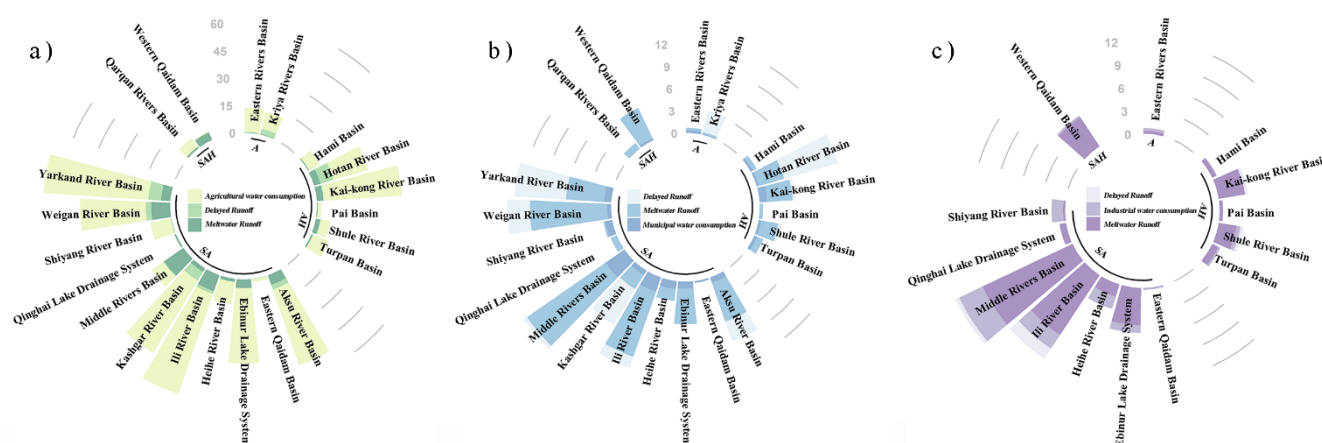 a)
60
45
30
15
0
Eastern Rivers Basin
Kriya Rivers Basin
A
Hami Basin
Hotan River Basin
Kai-kong River Basin
Pai Basin
Shule River Basin
Turpan Basin
AH
Aksu River Basin
Eastern Qaidam Basin
Ebinur Lake Drainage System
Heihe River Basin
Ili River Basin
Kashgar River Basin
Middle Rivers Basin
Qinghai Lake Drainage System
Shiyang River Basin
Weigan River Basin
Yarkand River Basin
SA
Qarqan Rivers Basin
Western Qaidam Basin
SAH
Agricultural water consumption
Delayed Runoff
Meltwater Runoff
b)
12
9
6
3
0
Eastern Rivers Basin
Kriya Rivers Basin
A
Hami Basin
Hotan River Basin
Kai-kong River Basin
Pai Basin
Shule River Basin
Turpan Basin
AH
Aksu River Basin
Eastern Qaidam Basin
Ebinur Lake Drainage System
Heihe River Basin
Ili River Basin
Kashgar River Basin
Middle Rivers Basin
Qinghai Lake Drainage System
Shiyang River Basin
Weigan River Basin
Yarkand River Basin
SA
Qarqan Rivers Basin
Western Qaidam Basin
SAH
Delayed Runoff
Meltwater Runoff
Municipal water consumption
c)
12
9
6
3
0
Eastern Rivers Basin
A
Hami Basin
Kai-kong River Basin
Pai Basin
Shule River Basin
Turpan Basin
AH
Eastern Qaidam Basin
Ebinur Lake Drainage System
Heihe River Basin
Ili River Basin
Middle Rivers Basin
Qinghai Lake Drainage System
Shiyang River Basin
SA
Western Qaidam Basin
SAH
Delayed Runoff
Industrial water consumption
Meltwater Runoff